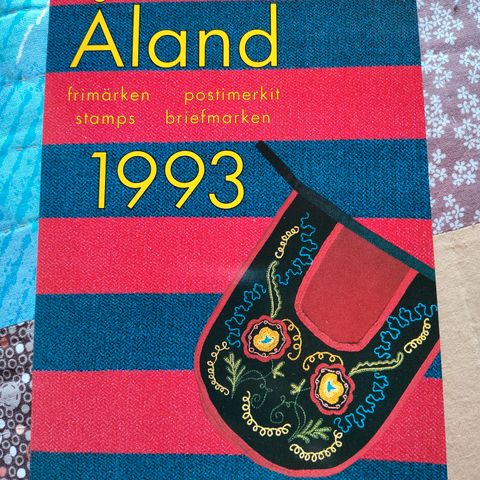 Åland
frimärken postimerkit
stamps briefmarken
1993